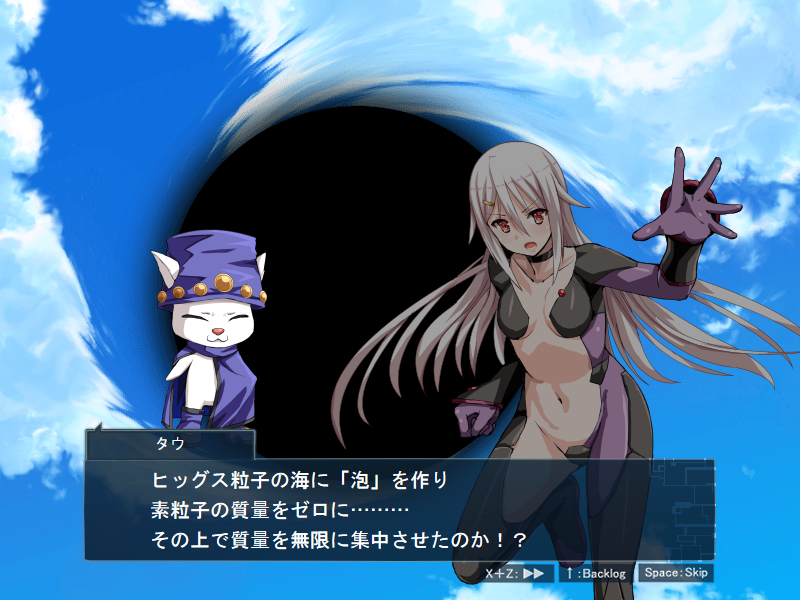 タウ
ヒッグス粒子の海に「泡」を作り
素粒子の質量をゼロに………
その上で質量を無限に集中させたのか！？
X+Z:▶▶ ↑:Backlog Space:Skip